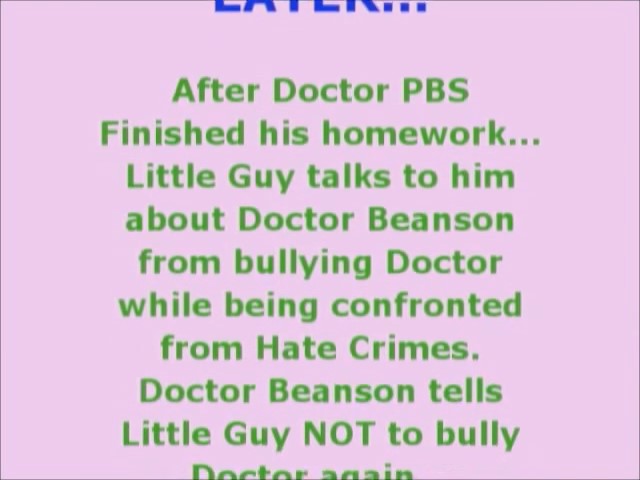 LATER...
After Doctor PBS
Finished his homework...
Little Guy talks to him
about Doctor Beanson
from bullying Doctor
while being confronted
from Hate Crimes.
Doctor Beanson tells
Little Guy NOT to bully
Doctor again...